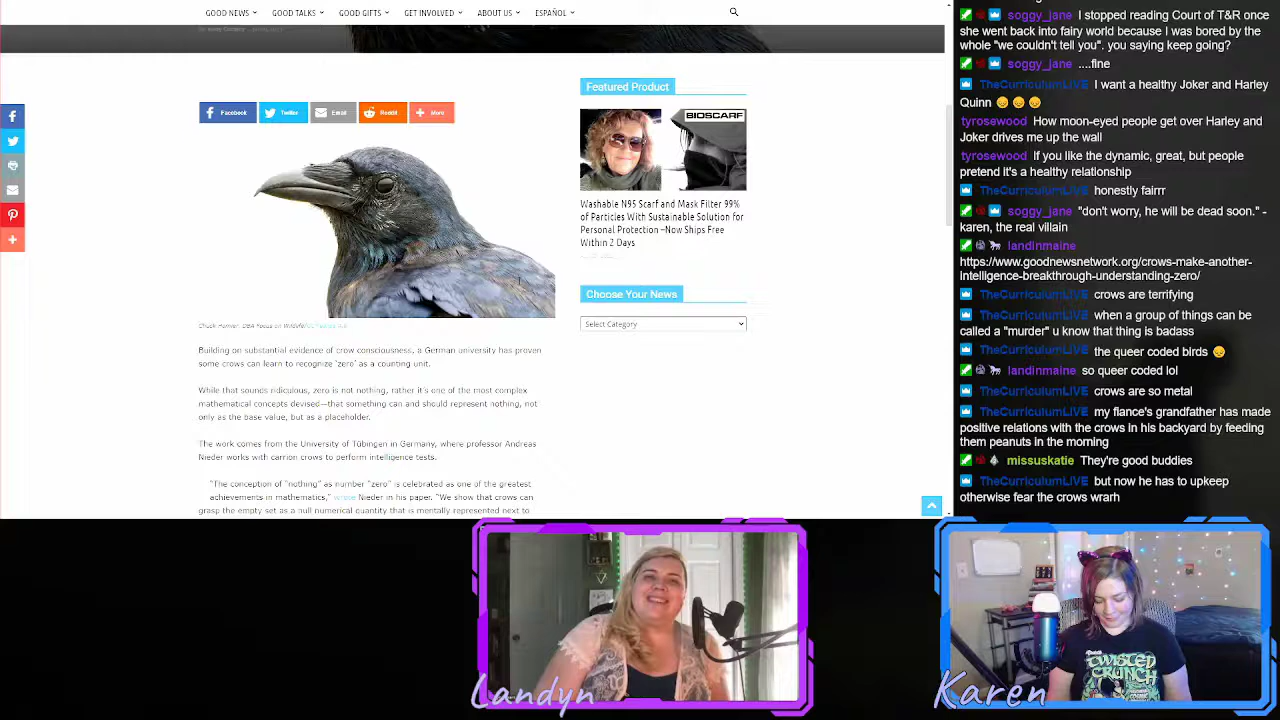 GOOD NEWS
GOOD TALKS
GOOD GIFTS
GET INVOLVED
ABOUT US
ESPAÑOL
Facebook
Twitter
Email
Reddit
More
Featured Product
BIOSCARF
Washable N95 Scarf and Mask Filter 99%
of Particles With Sustainable Solution for
Personal Protection –Now Ships Free
Within 2 Days
Choose Your News
Select Category
Building on substantial evidence of crow consciousness, a German university has proven
some crows can learn to recognize 'zero' as a counting unit.
While that sounds ridiculous, zero is not nothing, rather it's one of the most complex
mathematical concepts devised—that something can and should represent nothing, not
only as the base value, but as a placeholder.
The work comes from the University of Tübingen in Germany, where professor Andreas
Nieder works with carrion crows to perform intelligence tests.
"The conception of "nothing" as number "zero" is celebrated as one of the greatest
achievements in mathematics," wrote Nieder in his paper. "We show that crows can
grasp the empty set as a null numerical quantity that is mentally represented next to
soggy_jane I stopped reading Court of T&R once
she went back into fairy world because I was bored by the
whole "we couldn't tell you". you saying keep going?
soggy_jane ....fine
TheCurriculumLIVE I want a healthy Joker and Harley
Quinn 😞 😞 😞
tyrosewood How moon-eyed people get over Harley and
Joker drives me up the wall
tyrosewood If you like the dynamic, great, but people
pretend it's a healthy relationship
TheCurriculumLIVE honestly fairrr
soggy_jane "don't worry, he will be dead soon." -
karen, the real villain
landinmaine
https://www.goodnewsnetwork.org/crows-make-another-
intelligence-breakthrough-understanding-zero/
TheCurriculumLIVE crows are terrifying
TheCurriculumLIVE when a group of things can be
called a "murder" u know that thing badass
TheCurriculumLIVE the queer coded birds 😞
landinmaine so queer coded lol
TheCurriculumLIVE crows are so metal
TheCurriculumLIVE my fiance's grandfather has made
positive relations with the crows in his backyard by feeding
them peanuts in the morning
missuskatie They're good buddies
TheCurriculumLIVE but now he has to upkeep
otherwise fear the crows wrarh
Landyn
Karen